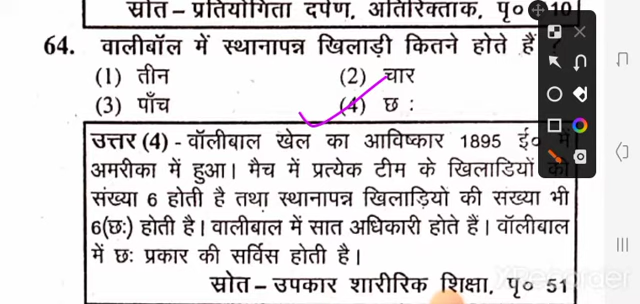 स्रोत – प्रतियोगिता दर्पण, अतिरिक्ताक, पृ० 10
64. वालीबॉल में स्थानापन्न खिलाड़ी कितने होते हैं ?
(1) तीन (2) चार
(3) पाँच (4) छ :
उत्तर (4) - वॉलीबाल खेल का आविष्कार 1895 ई० में
अमरीका में हुआ। मैच में प्रत्येक टीम के खिलाडियों की
संख्या 6 होती है तथा स्थानापन्न खिलाड़ियों की संख्या भी
6(छः) होती है। वालीबाल में सात अधिकारी होते हैं। वॉलीबाल
में छः प्रकार की सर्विस होती है।
स्रोत – उपकार शारीरिक शिक्षा, पृ० 51
XRecorder